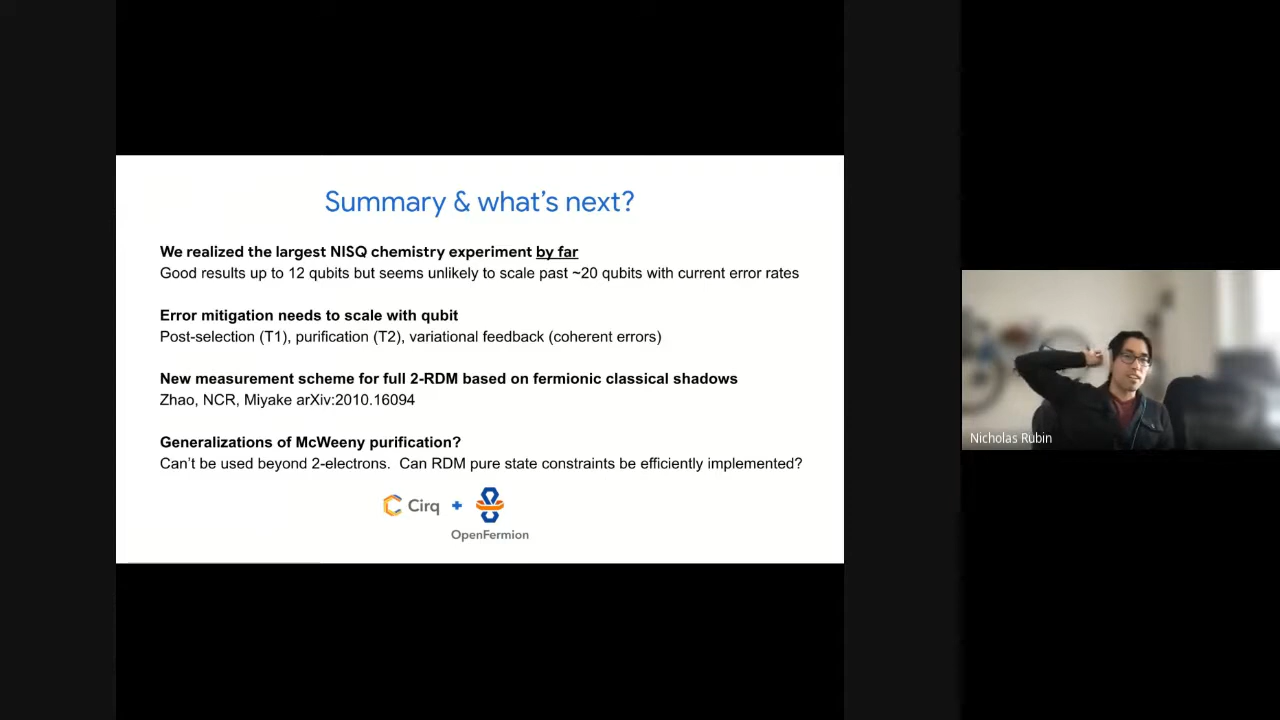 Summary & what's next?
We realized the largest NISQ chemistry experiment by far
Good results up to 12 qubits but seems unlikely to scale past ~20 qubits with current error rates
Error mitigation needs to scale with qubit
Post-selection (T1), purification (T2), variational feedback (coherent errors)
New measurement scheme for full 2-RDM based on fermionic classical shadows
Zhao, NCR, Miyake arXiv:2010.16094
Generalizations of McWeeny purification?
Can't be used beyond 2-electrons.  Can RDM pure state constraints be efficiently implemented?
Cirq +
OpenFermion
Nicholas Rubin